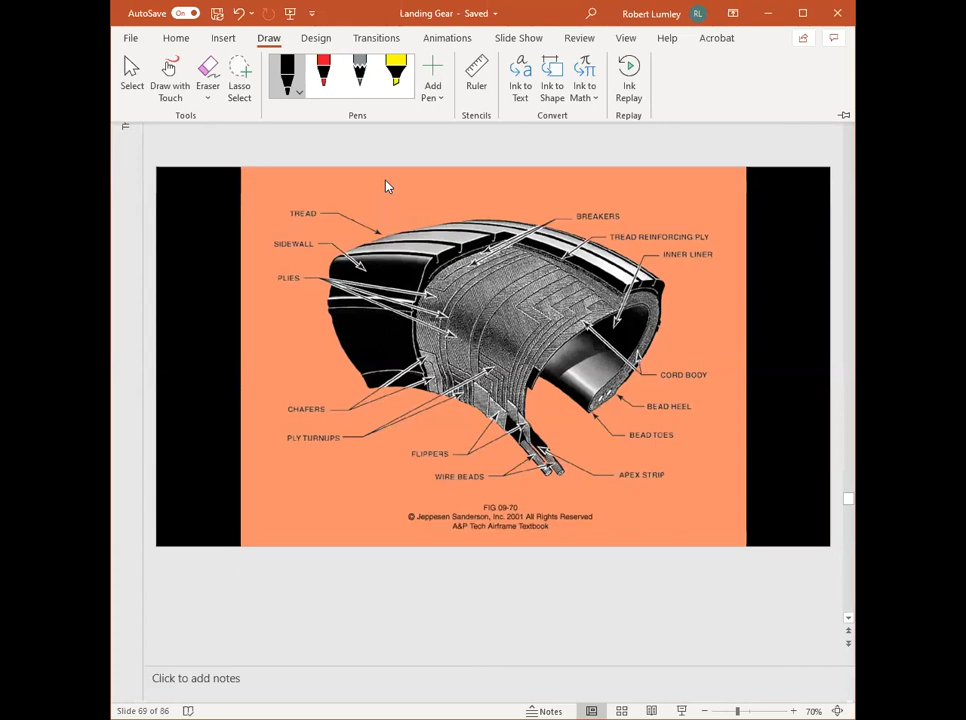 AutoSave On Landing Gear - Saved Robert Lumley RL
File Home Insert Draw Design Transitions Animations Slide Show Review View Help Acrobat
Select
Draw with
Touch
Eraser
Lasso
Select
Add
Pen
Ruler
Ink to
Text
Ink to
Shape
Ink to
Math
Ink
Replay
Tools Pens Stencils Convert Replay
TREAD
BREAKERS
TREAD REINFORCING PLY
SIDEWALL
INNER LINER
PLIES
CORD BODY
CHAFERS
BEAD HEEL
PLY TURNUPS
BEAD TOES
FLIPPERS
WIRE BEADS
APEX STRIP
FIG 09-70
© Jeppesen Sanderson, Inc. 2001 All Rights Reserved
A&P Tech Airframe Textbook
Click to add notes
Slide 69 of 86 Notes 70%